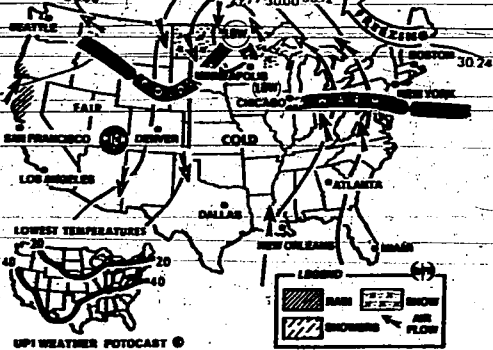 30.00
FREEZING
SEATTLE
LOW
BOSTON
30.24
MINNEAPOLIS
(LOW)
CHICAGO
NEW YORK
FAIR
SAN FRANCISCO
DENVER
COLD
LOS ANGELES
ATLANTA
DALLAS
LOWEST TEMPERATURES
NEW ORLEANS
MIAMI
20
40
20
40
LEGEND
RAIN
SNOW
SHOWERS
AIR
FLOW
UPI WEATHER FOTOCAST ©